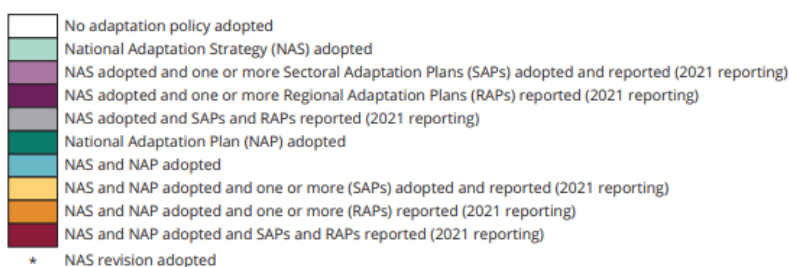 No adaptation policy adopted
National Adaptation Strategy (NAS) adopted
NAS adopted and one or more Sectoral Adaptation Plans (SAPs) adopted and reported (2021 reporting)
NAS adopted and one or more Regional Adaptation Plans (RAPs) reported (2021 reporting)
NAS adopted and SAPs and RAPs reported (2021 reporting)
National Adaptation Plan (NAP) adopted
NAS and NAP adopted
NAS and NAP adopted and one or more (SAPs) adopted and reported (2021 reporting)
NAS and NAP adopted and one or more (RAPs) reported (2021 reporting)
NAS and NAP adopted and SAPs and RAPs reported (2021 reporting)
* NAS revision adopted